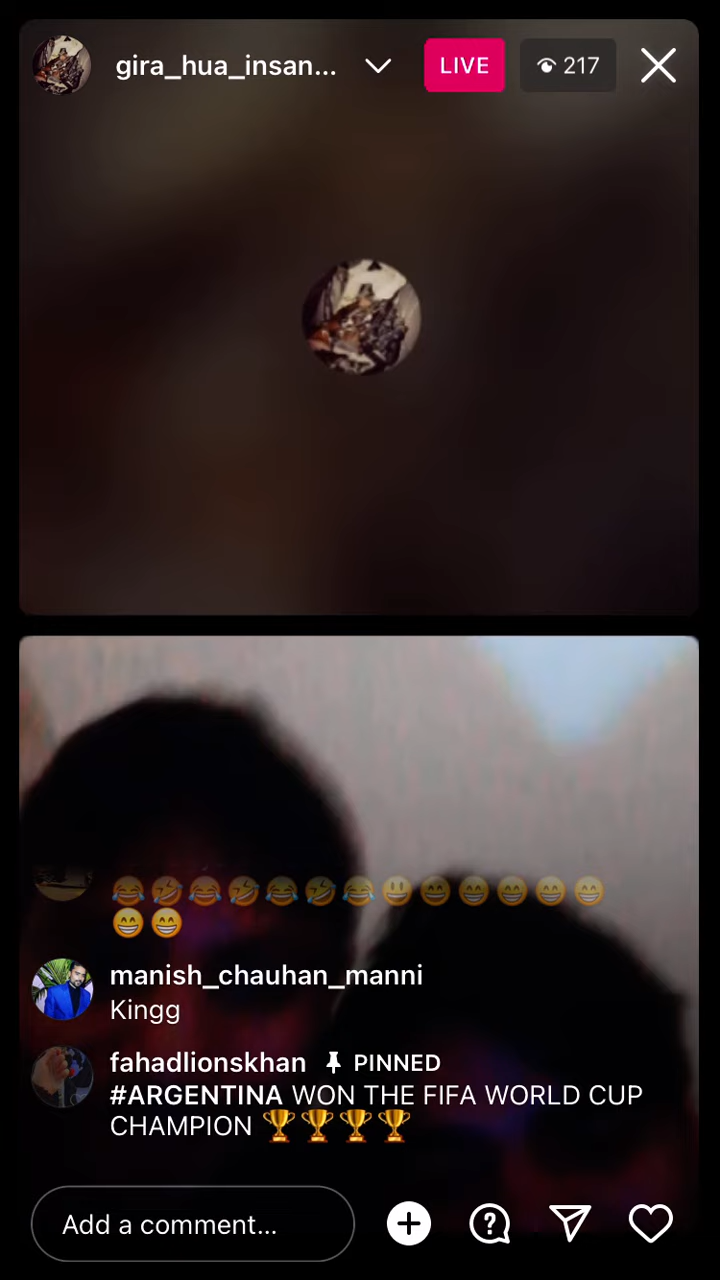 gira_hua_insan...
LIVE
217
😂🤣😂🤣😂🤣😂😃😄😄😄😄😄
😁😁
manish_chauhan_manni
Kingg
fahadlionskhan PINNED
#ARGENTINA WON THE FIFA WORLD CUP
CHAMPION 🏆🏆🏆🏆
Add a comment...